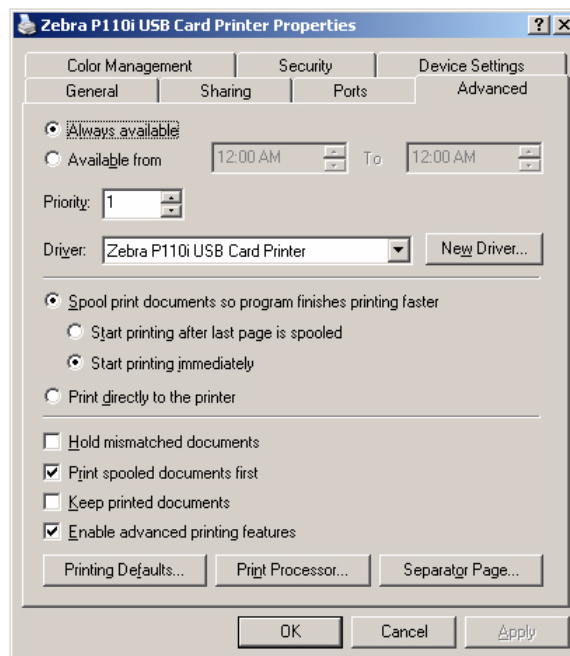 Zebra P110i USB Card Printer Properties
Color Management Security Device Settings
General Sharing Ports Advanced
Always available
Available from 12:00 AM To 12:00 AM
Priority: 1
Driver: Zebra P110i USB Card Printer New Driver...
Spool print documents so program finishes printing faster
Start printing after last page is spooled
Start printing immediately
Print directly to the printer
Hold mismatched documents
Print spooled documents first
Keep printed documents
Enable advanced printing features
Printing Defaults... Print Processor... Separator Page...
OK Cancel Apply